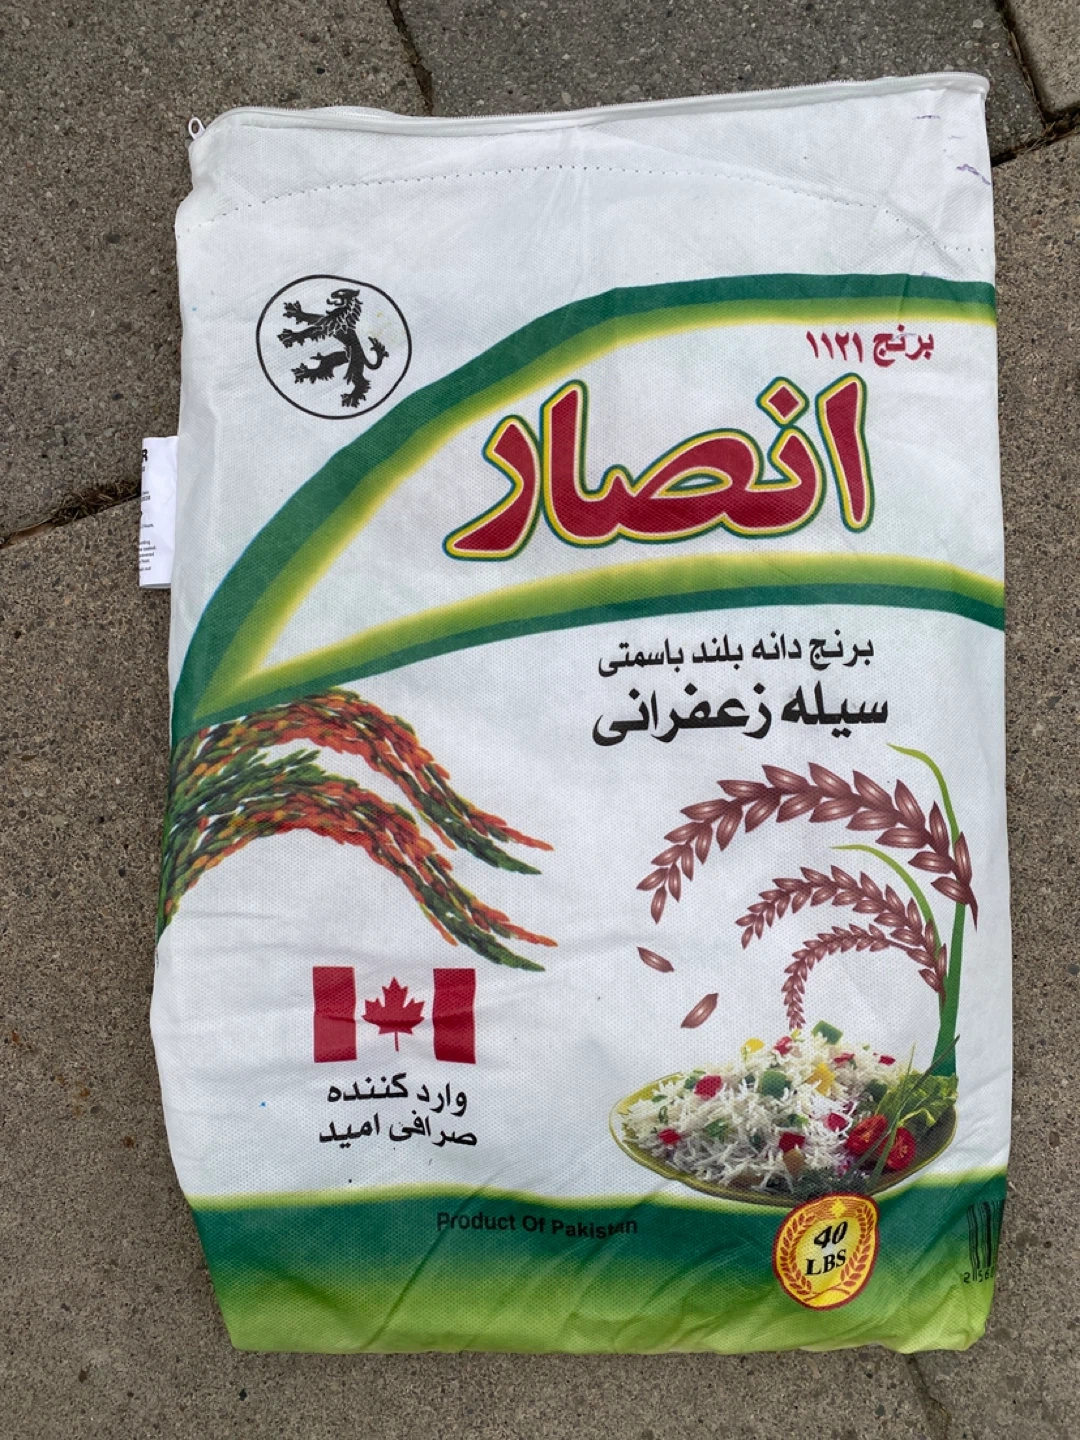 برنج ۱۱۲۱
انصار
برنج دانه بلند باسمتی
سیله زعفرانی
وارد کننده
صرافی امید
Product Of Pakistan
40
LBS